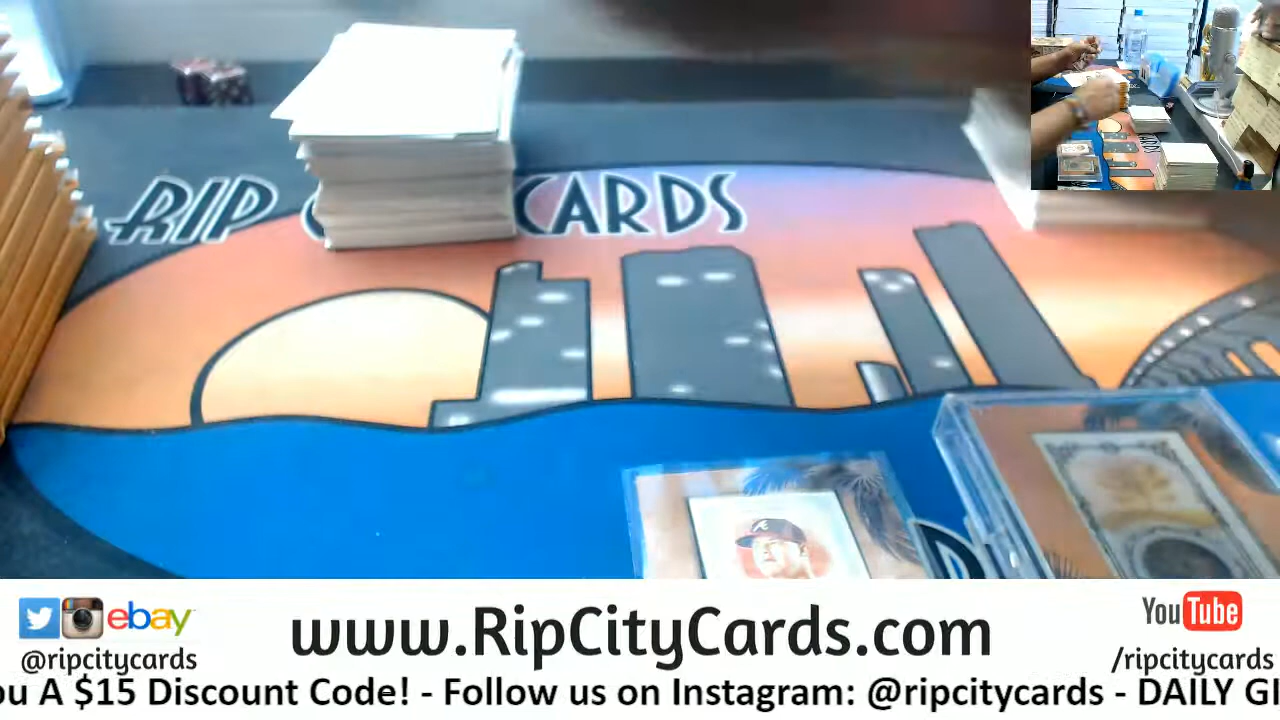 RIP C CARDS
A
ebay
www.RipCityCards.com
YouTube
@ripcitycards
/ripcitycards
ou A $15 Discount Code! - Follow us on Instagram: @ripcitycards - DAILY GI